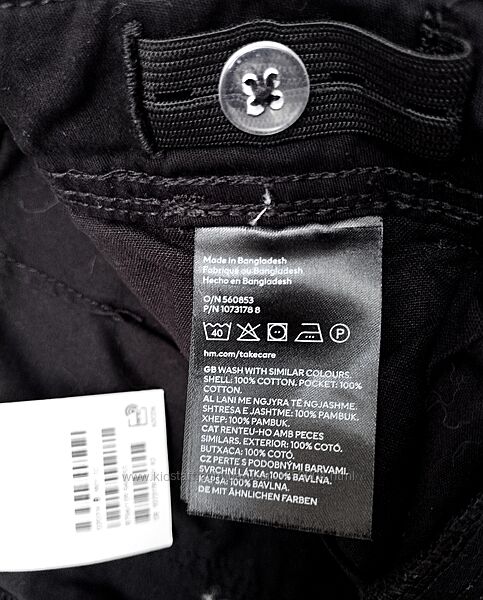 Made in Bangladesh
Fabriqué au Bangladesh
Hecho en Bangladesh
O/N 560853
P/N 1073178 8
40
P
hm.com/takecare
GB WASH WITH SIMILAR COLOURS.
SHELL: 100% COTTON. POCKET: 100%
COTTON.
AL LANI ME NGJYRA TË NGJASHME.
SHTRESA E JASHTME: 100% PAMBUK.
XHEP: 100% PAMBUK.
CAT RENTEU-HO AMB PECES
SIMILARS. EXTERIOR: 100% COTÓ.
BUTXACA: 100% COTÓ.
CZ PERTE S PODOBNÝMI BARVAMI.
SVRCHNÍ LÁTKA: 100% BAVLNA.
KAPSA: 100% BAVLNA.
DE MIT ÄHNLICHEN FARBEN